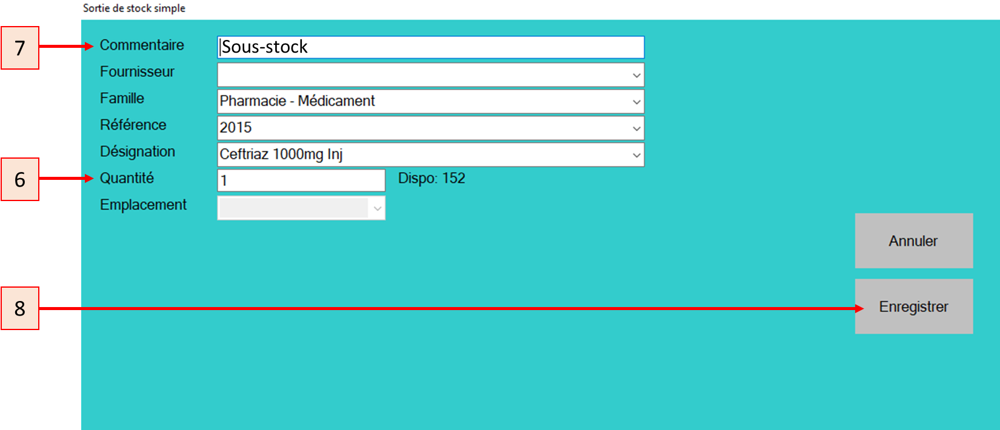 Sortie de stock simple
7
Commentaire Sous-stock
Fournisseur
Famille Pharmacie - Médicament
Référence 2015
Désignation Ceftriaz 1000mg Inj
6
Quantité 1 Dispo: 152
Emplacement
Annuler
8
Enregistrer